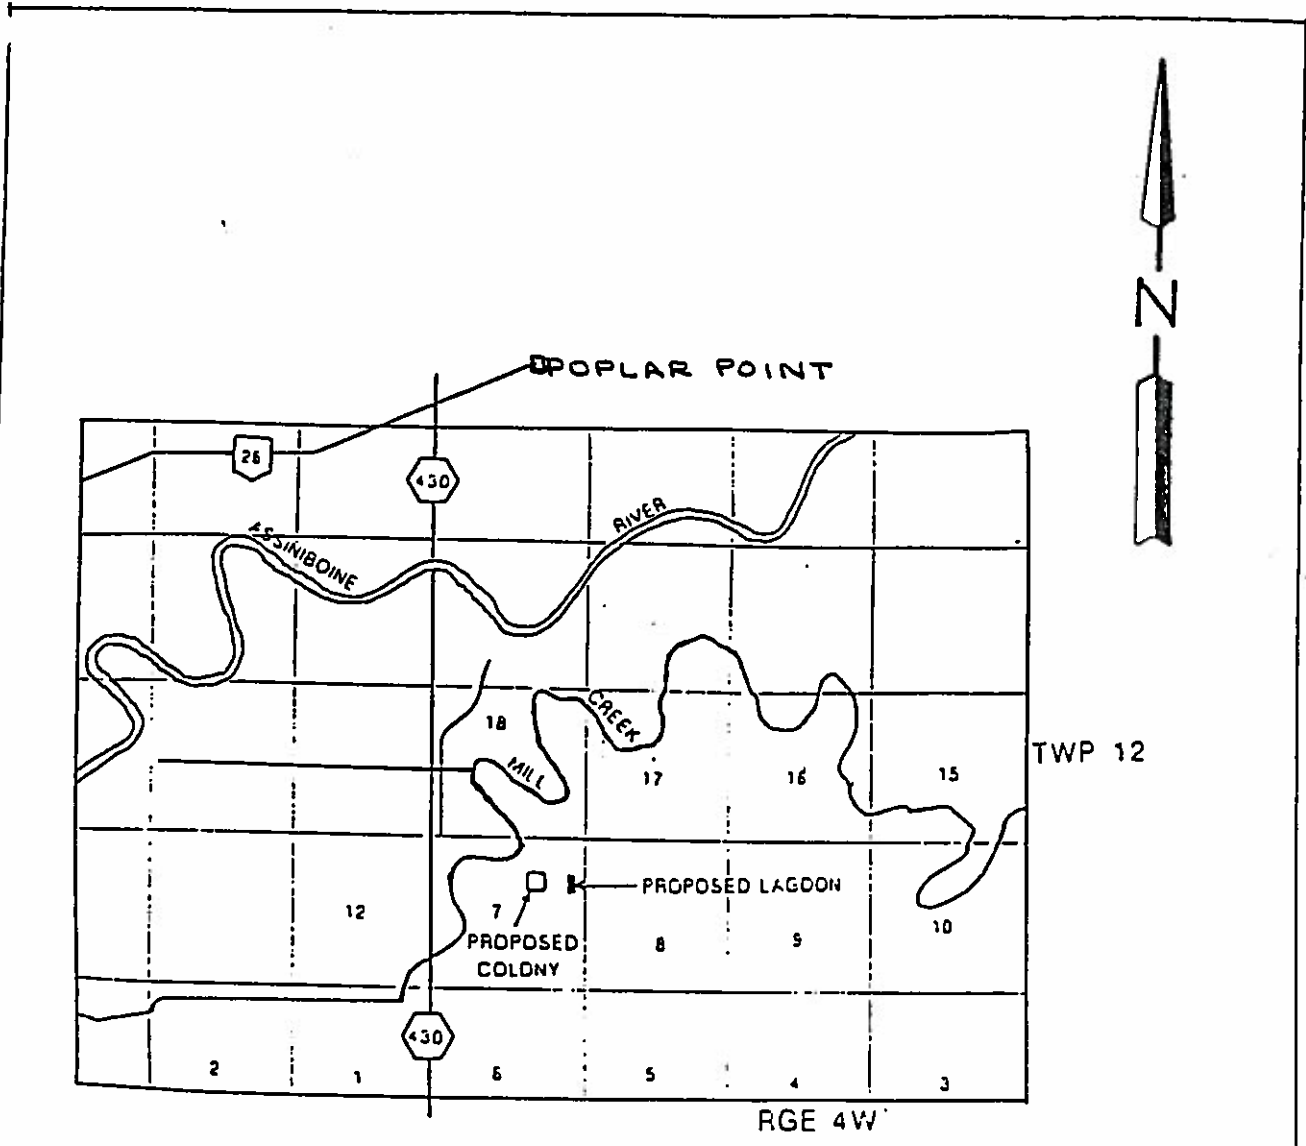 N
POPLAR POINT
26
430
ASSINIBOINE
RIVER
CREEK
18
MILL
17
16
15
TWP 12
PROPOSED LAGOON
12
7
10
PROPOSED
COLONY
8
9
430
2
1
6
5
4
3
RGE 4W